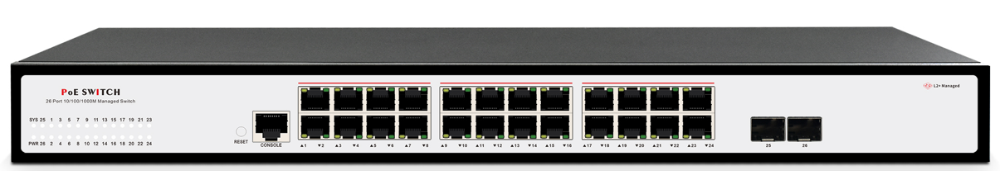 PoE SWITCH
26 Port 10/100/1000M Managed Switch
SYS 25 1 3 5 7 9 11 13 15 17 19 21 23
PWR 26 2 4 6 8 10 12 14 16 18 20 22 24
RESET
CONSOLE
▲1 ▼2 ▲3 ▼4 ▲5 ▼6 ▲7 ▼8
▲9 ▼10 ▲11 ▼12 ▲13 ▼14 ▲15 ▼16
▲17 ▼18 ▲19 ▼20 ▲21 ▼22 ▲23 ▼24
25 26
L2+ Managed